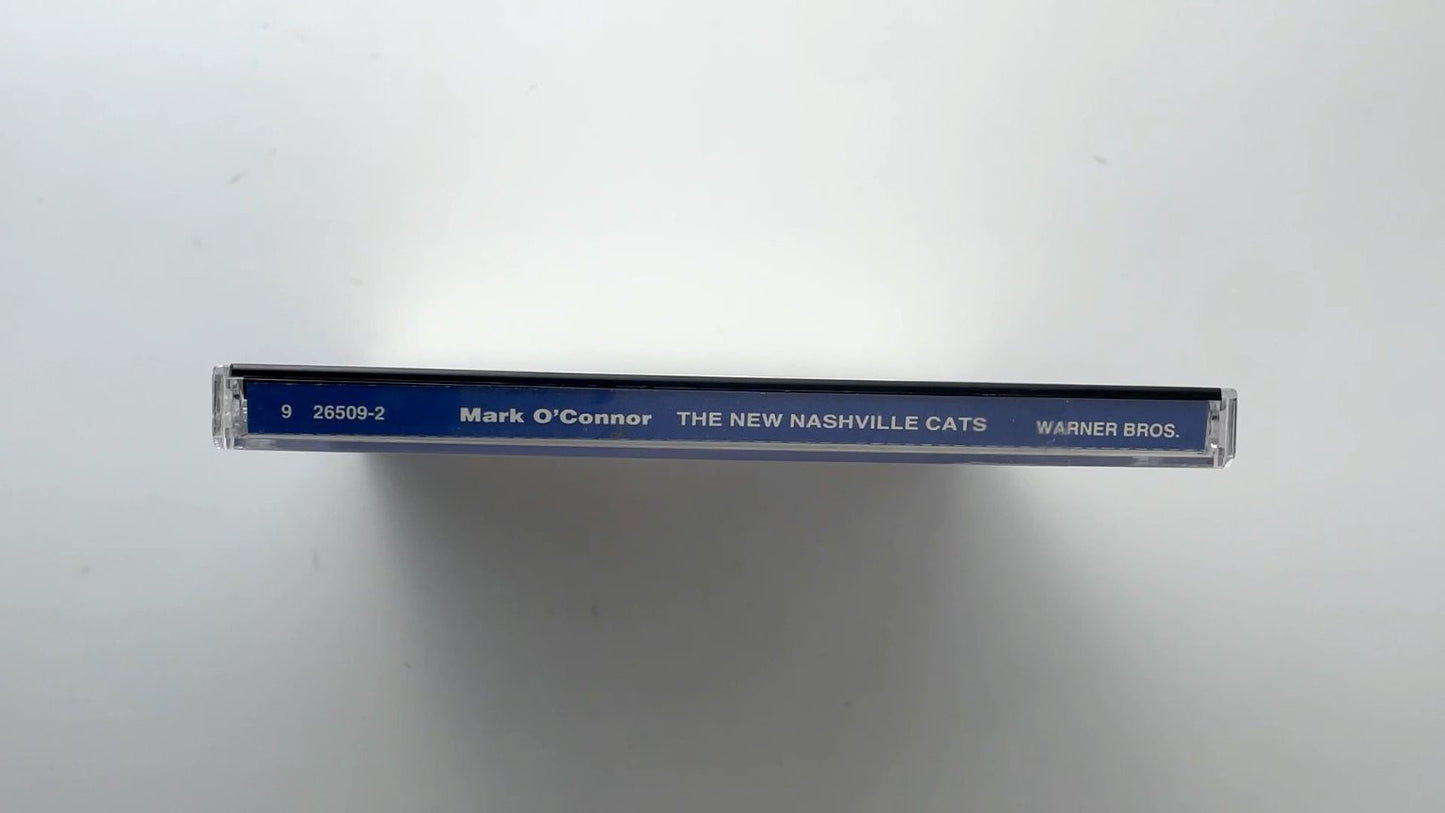 9 26509-2 Mark O'Connor THE NEW NASHVILLE CATS WARNER BROS.